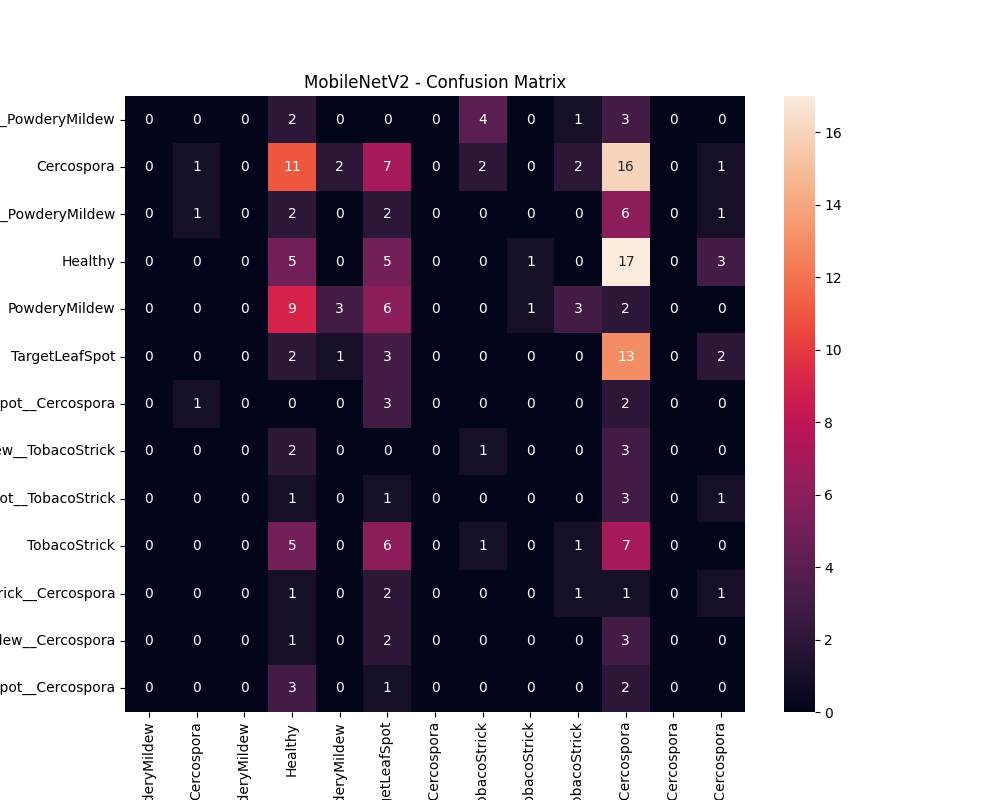 MobileNetV2 - Confusion Matrix
_PowderyMildew 0 0 0 2 0 0 0 4 0 1 3 0 0
Cercospora 0 1 0 11 2 7 0 2 0 2 16 0 1
_PowderyMildew 0 1 0 2 0 2 0 0 0 0 6 0 1
Healthy 0 0 0 5 0 5 0 0 1 0 17 0 3
PowderyMildew 0 0 0 9 3 6 0 0 1 3 2 0 0
TargetLeafSpot 0 0 0 2 1 3 0 0 0 0 13 0 2
pot__Cercospora 0 1 0 0 0 3 0 0 0 0 2 0 0
ew__TobacoStrick 0 0 0 2 0 0 0 1 0 0 3 0 0
ot__TobacoStrick 0 0 0 1 0 1 0 0 0 0 3 0 1
TobacoStrick 0 0 0 5 0 6 0 1 0 1 7 0 0
rick__Cercospora 0 0 0 1 0 2 0 0 0 1 1 0 1
ew__Cercospora 0 0 0 1 0 2 0 0 0 0 3 0 0
pot__Cercospora 0 0 0 3 0 1 0 0 0 0 2 0 0
deryMildew
Cercospora
deryMildew
Healthy
deryMildew
getLeafSpot
Cercospora
obacoStrick
obacoStrick
obacoStrick
Cercospora
Cercospora
Cercospora
16
14
12
10
8
6
4
2
0